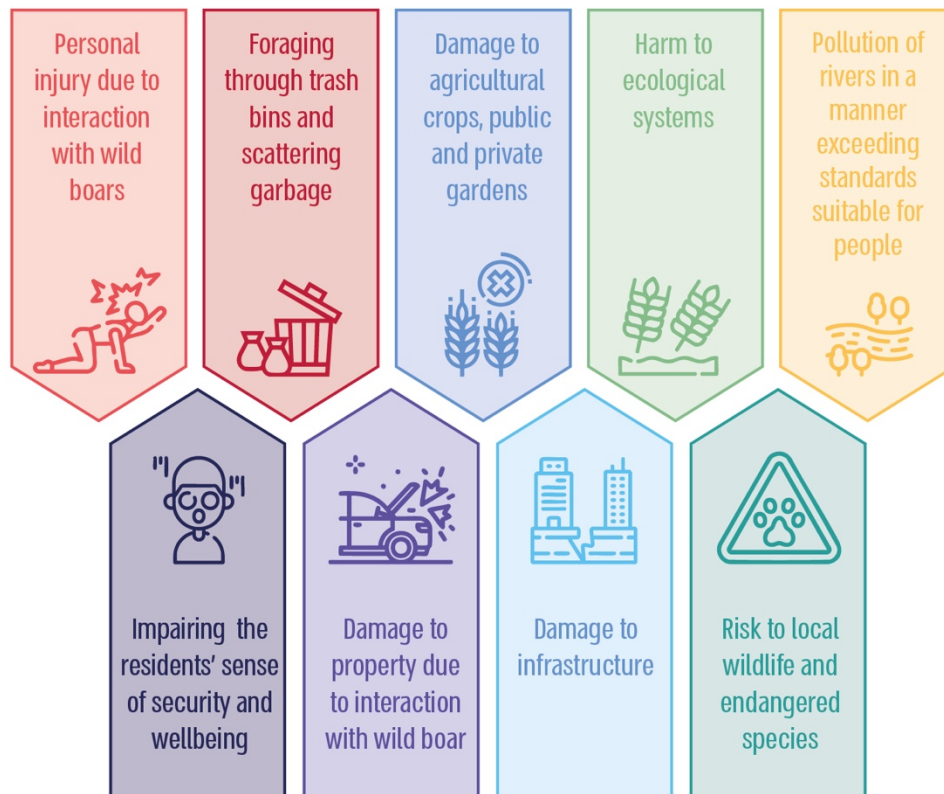 Personal
injury due to
interaction
with wild
boars
Foraging
through trash
bins and
scattering
garbage
Damage to
agricultural
crops, public
and private
gardens
Harm to
ecological
systems
Pollution of
rivers in a
manner
exceeding
standards
suitable for
people
Impairing the
residents’ sense
of security and
wellbeing
Damage to
property due
to interaction
with wild boar
Damage to
infrastructure
Risk to local
wildlife and
endangered
species